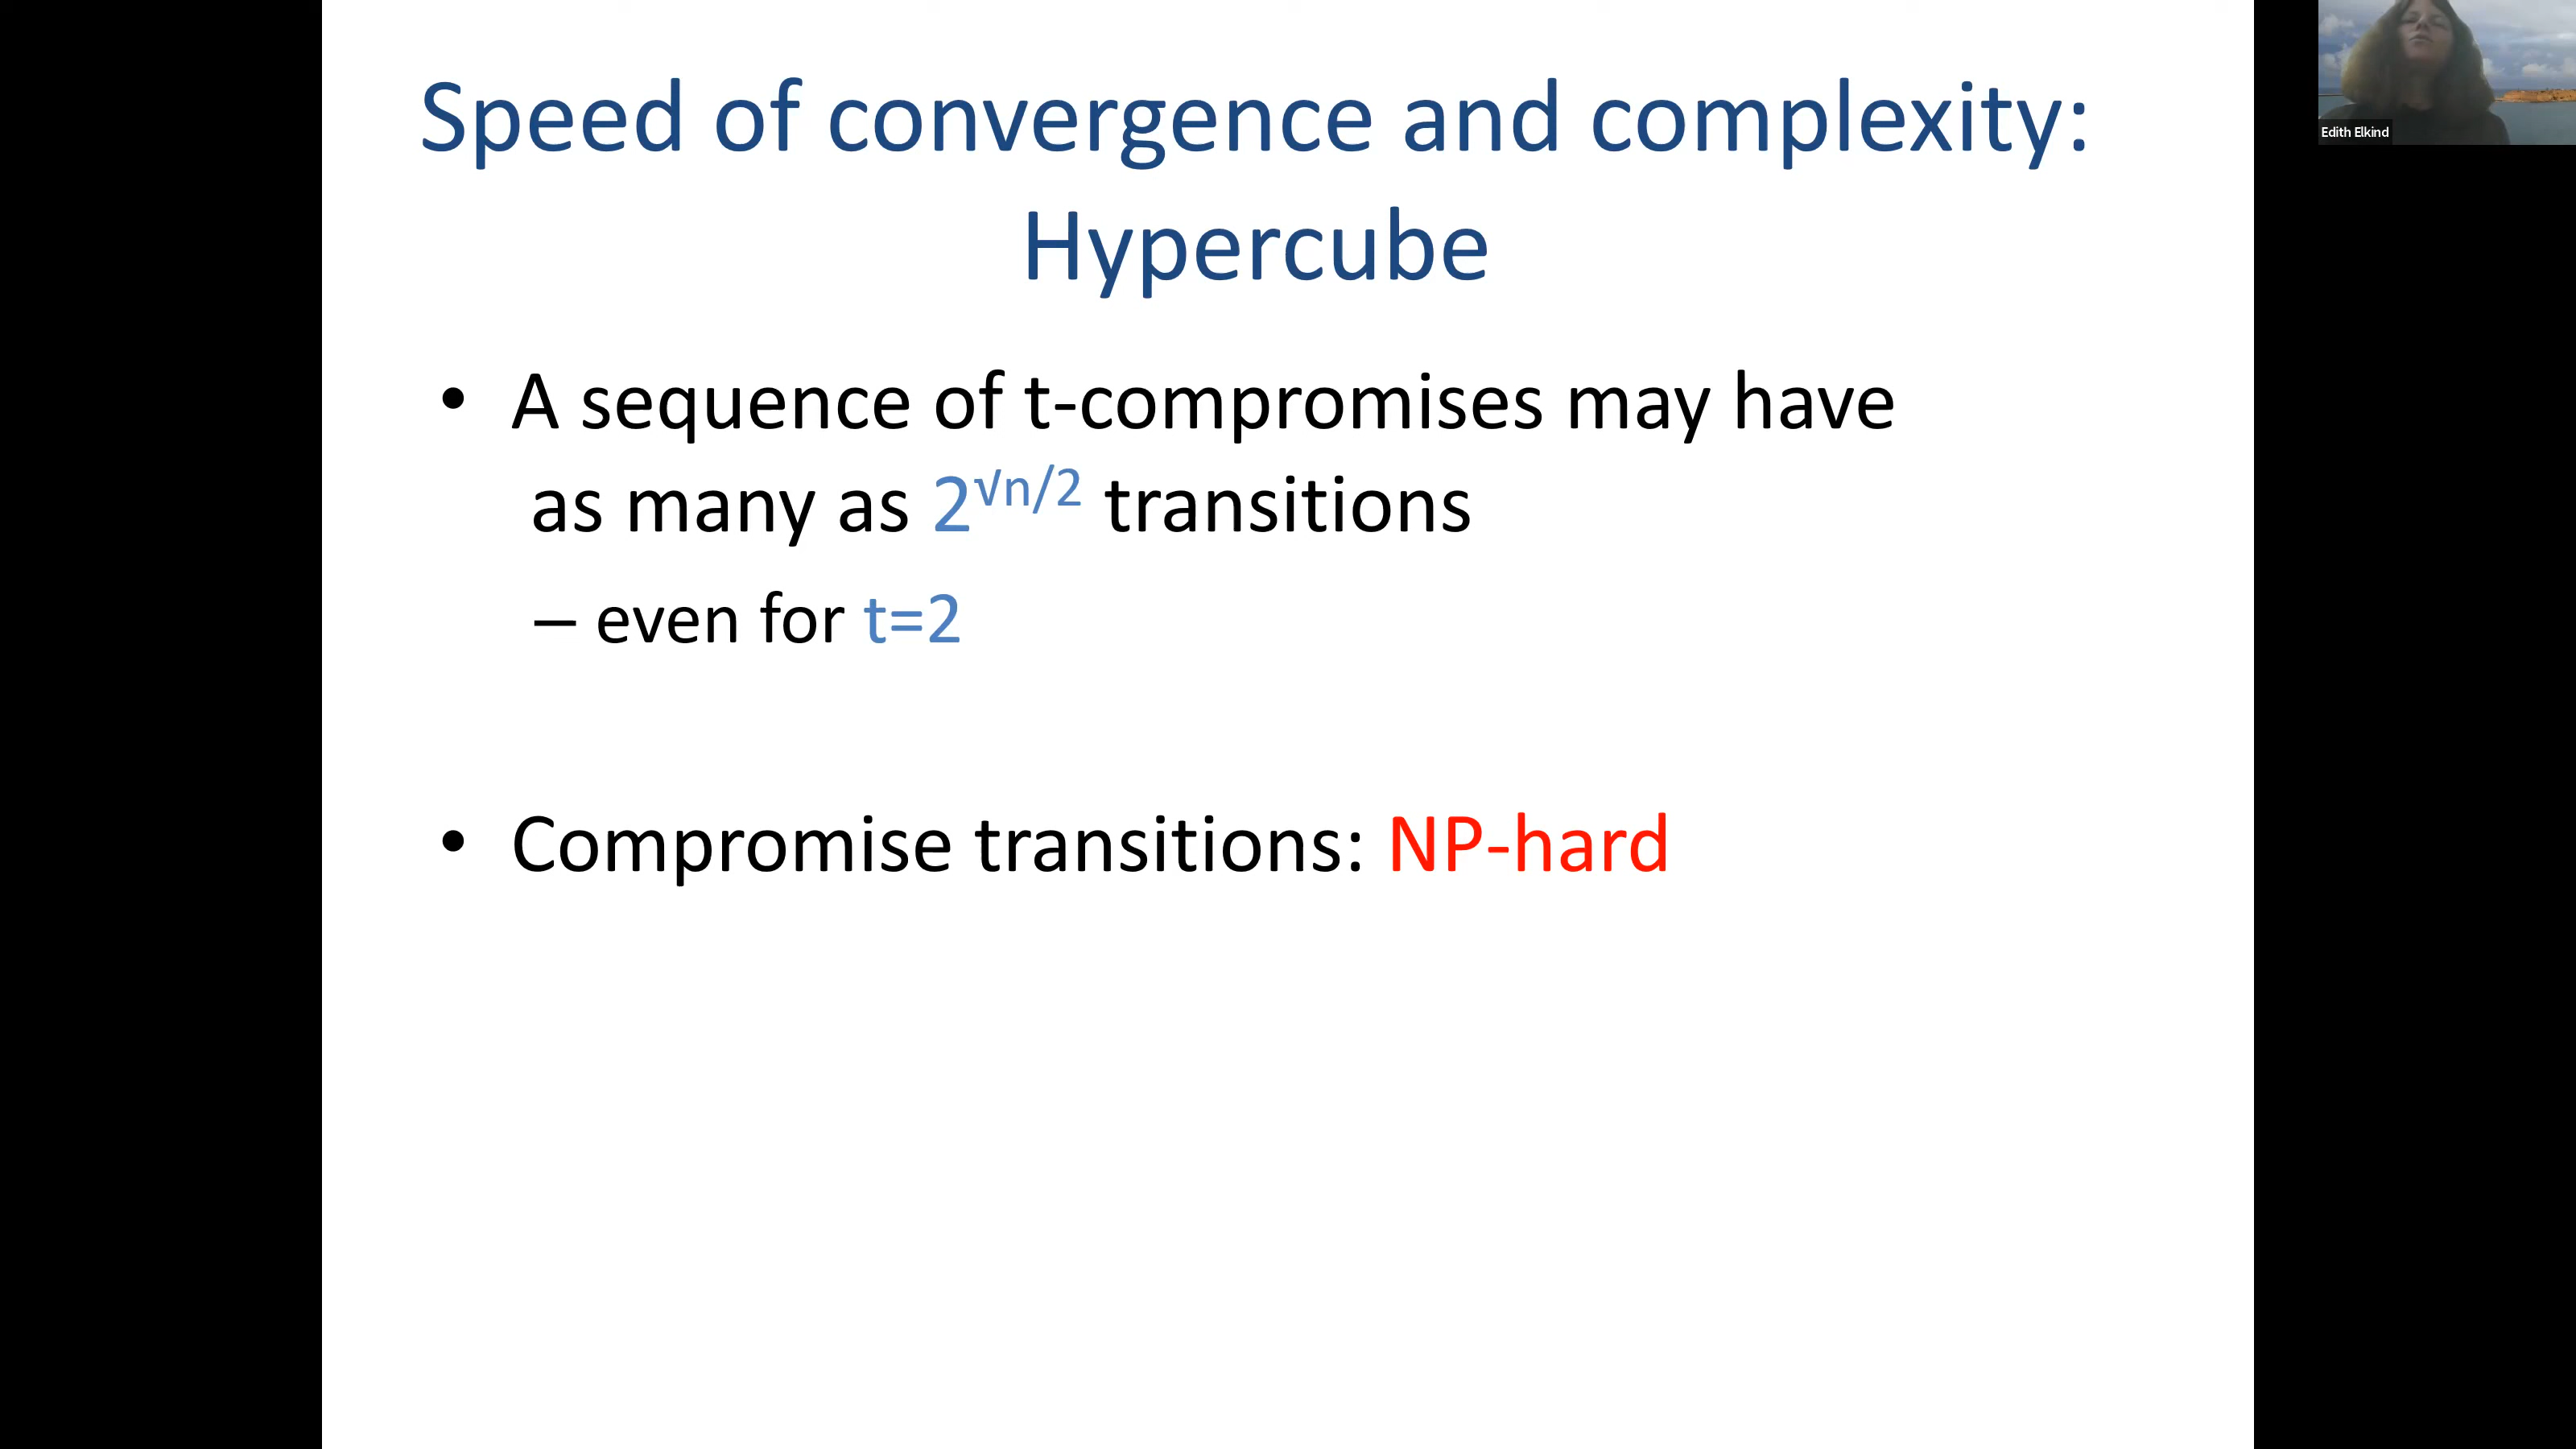 Speed of convergence and complexity:
Hypercube
• A sequence of t-compromises may have
as many as 2^√n/2 transitions
– even for t=2
• Compromise transitions: NP-hard
Edith Elkind